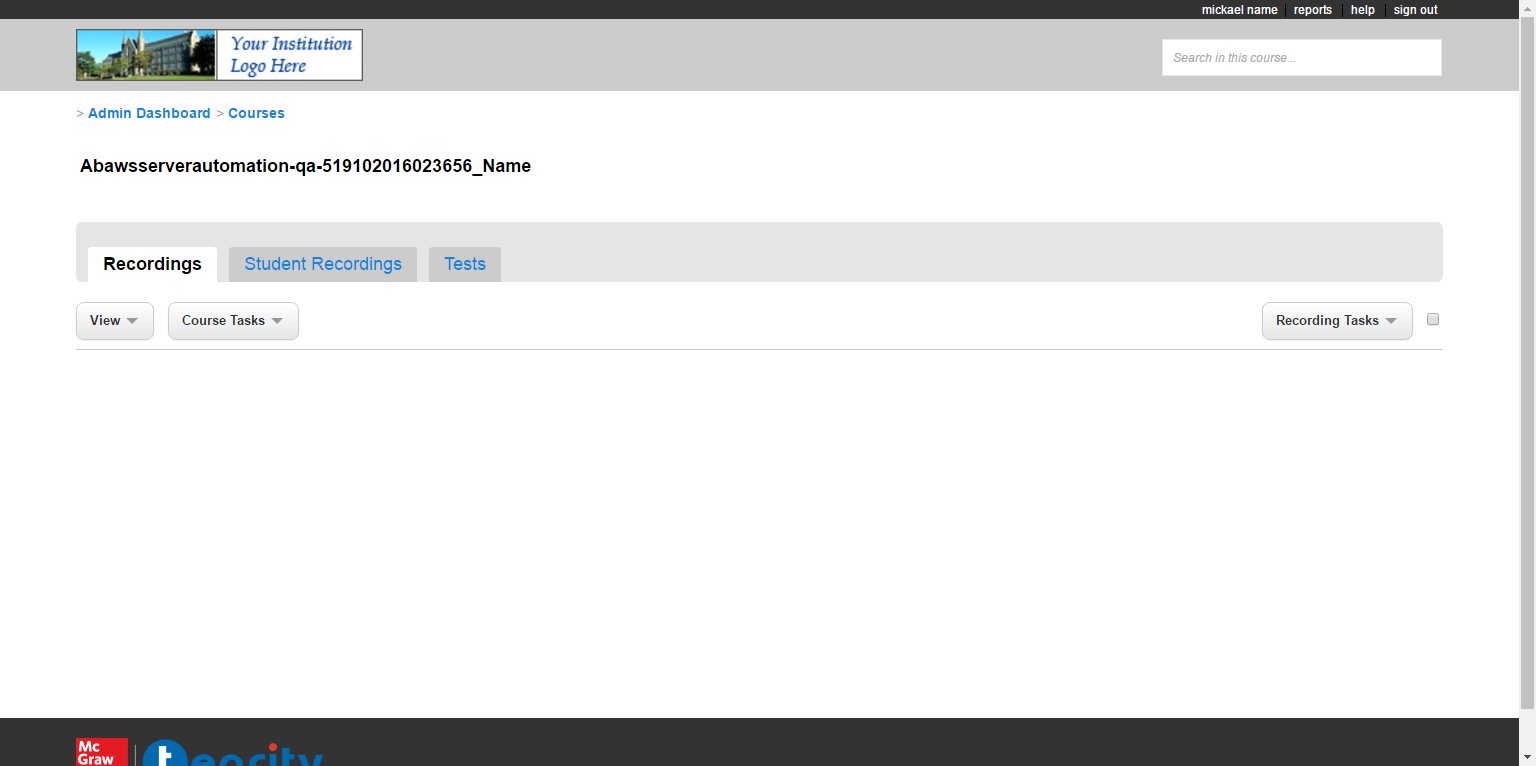 mickael name reports help sign out
Your Institution
Logo Here
Search in this course...
> Admin Dashboard > Courses
Abawsserverautomation-qa-519102016023656_Name
Recordings Student Recordings Tests
View Course Tasks Recording Tasks
Mc
Graw